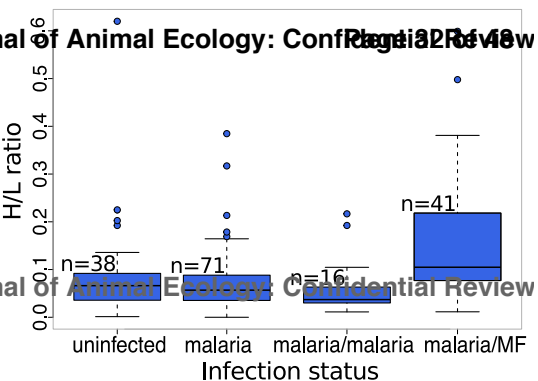 0.6
nal of Animal Ecology: Confidential Review
Page 32 of 48
0.5
0.4
0.3
0.2
0.1
0.0
H/L ratio
n=38
n=71
n=16
n=41
nal of Animal Ecology: Confidential Review
uninfected malaria malaria/malaria malaria/MF
Infection status